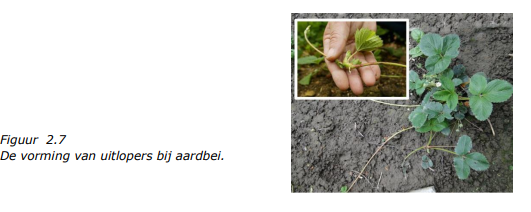 Figuur 2.7
De vorming van uitlopers bij aardbei.